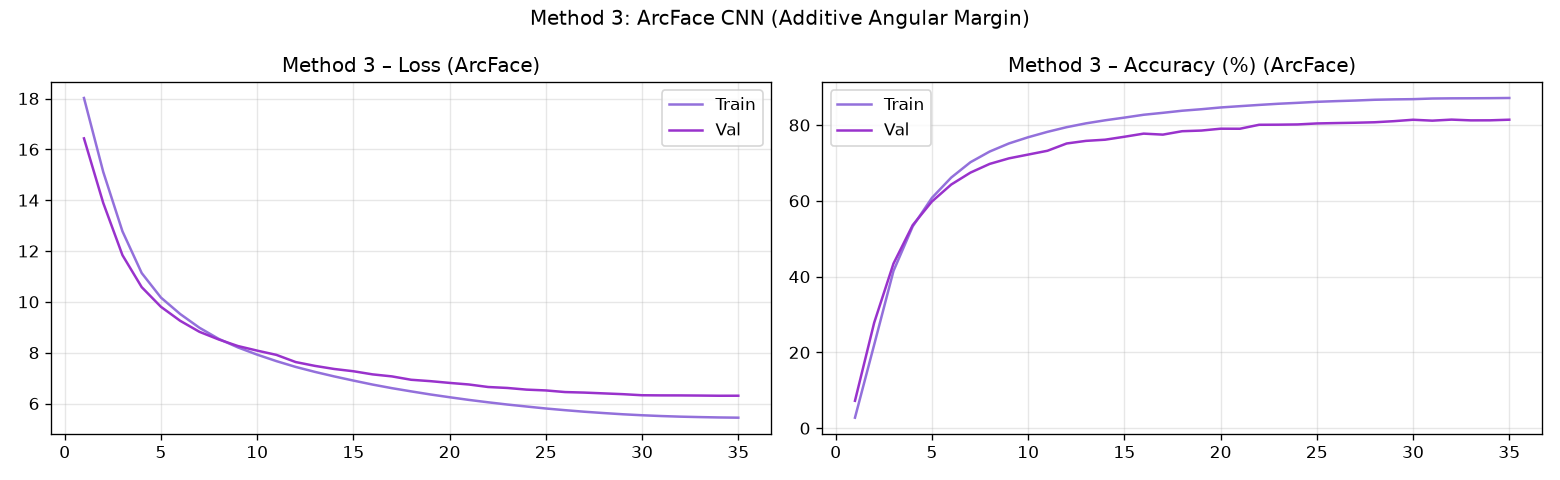 Method 3: ArcFace CNN (Additive Angular Margin)
Method 3 – Loss (ArcFace)
Train
Val
18
16
14
12
10
8
6
0 5 10 15 20 25 30 35
Method 3 – Accuracy (%) (ArcFace)
Train
Val
80
60
40
20
0
0 5 10 15 20 25 30 35